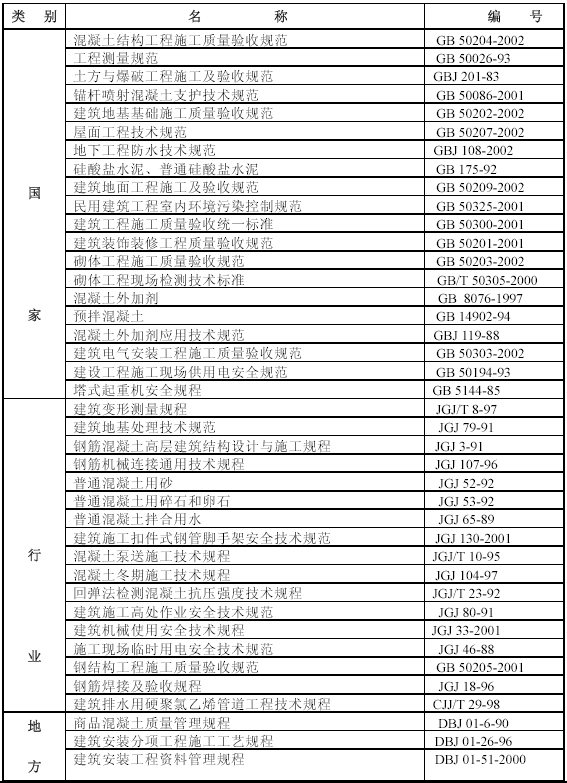 类 别 名 称 编 号
国 家
混凝土结构工程施工质量验收规范 GB 50204-2002
工程测量规范 GB 50026-93
土方与爆破工程施工及验收规范 GBJ 201-83
锚杆喷射混凝土支护技术规范 GB 50086-2001
建筑地基基础施工质量验收规范 GB 50202-2002
屋面工程技术规范 GB 50207-2002
地下工程防水技术规范 GBJ 108-2002
硅酸盐水泥、普通硅酸盐水泥 GB 175-92
建筑地面工程施工及验收规范 GB 50209-2002
民用建筑工程室内环境污染控制规范 GB 50325-2001
建筑工程施工质量验收统一标准 GB 50300-2001
建筑装饰装修工程质量验收规范 GB 50201-2001
砌体工程施工质量验收规范 GB 50203-2002
砌体工程现场检测技术标准 GB/T 50305-2000
混凝土外加剂 GB 8076-1997
预拌混凝土 GB 14902-94
混凝土外加剂应用技术规范 GBJ 119-88
建筑电气安装工程施工质量验收规范 GB 50303-2002
建设工程施工现场供用电安全规范 GB 50194-93
塔式起重机安全规程 GB 5144-85
行 业
建筑变形测量规程 JGJ/T 8-97
建筑地基处理技术规范 JGJ 79-91
钢筋混凝土高层建筑结构设计与施工规程 JGJ 3-91
钢筋机械连接通用技术规程 JGJ 107-96
普通混凝土用砂 JGJ 52-92
普通混凝土用碎石和卵石 JGJ 53-92
普通混凝土拌合用水 JGJ 65-89
建筑施工扣件式钢管脚手架安全技术规范 JGJ 130-2001
混凝土泵送施工技术规程 JGJ/T 10-95
混凝土冬期施工技术规程 JGJ 104-97
回弹法检测混凝土抗压强度技术规程 JGJ/T 23-92
建筑施工高处作业安全技术规范 JGJ 80-91
建筑机械使用安全技术规程 JGJ 33-2001
施工现场临时用电安全技术规范 JGJ 46-88
钢结构工程施工质量验收规范 GB 50205-2001
钢筋焊接及验收规程 JGJ 18-96
建筑排水用硬聚氯乙烯管道工程技术规程 CJJ/T 29-98
地 方
商品混凝土质量管理规程 DBJ 01-6-90
建筑安装分项工程施工工艺规程 DBJ 01-26-96
建筑安装工程资料管理规程 DBJ 01-51-2000